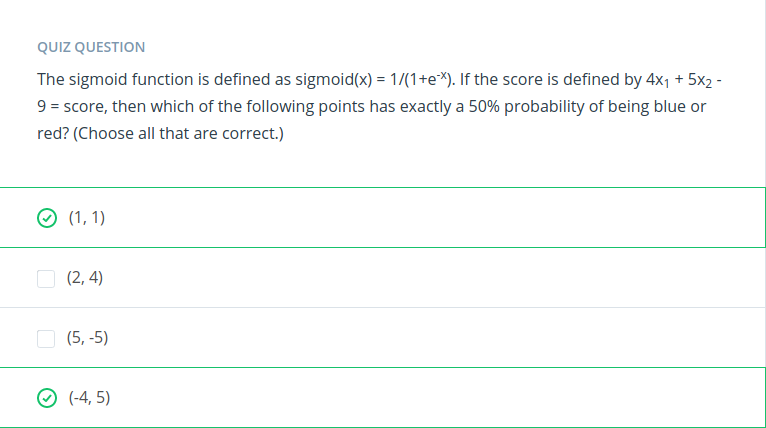 QUIZ QUESTION
The sigmoid function is defined as sigmoid(x) = 1/(1+e⁻ˣ). If the score is defined by 4x₁ + 5x₂ -
9 = score, then which of the following points has exactly a 50% probability of being blue or
red? (Choose all that are correct.)
(1, 1)
(2, 4)
(5, -5)
(-4, 5)